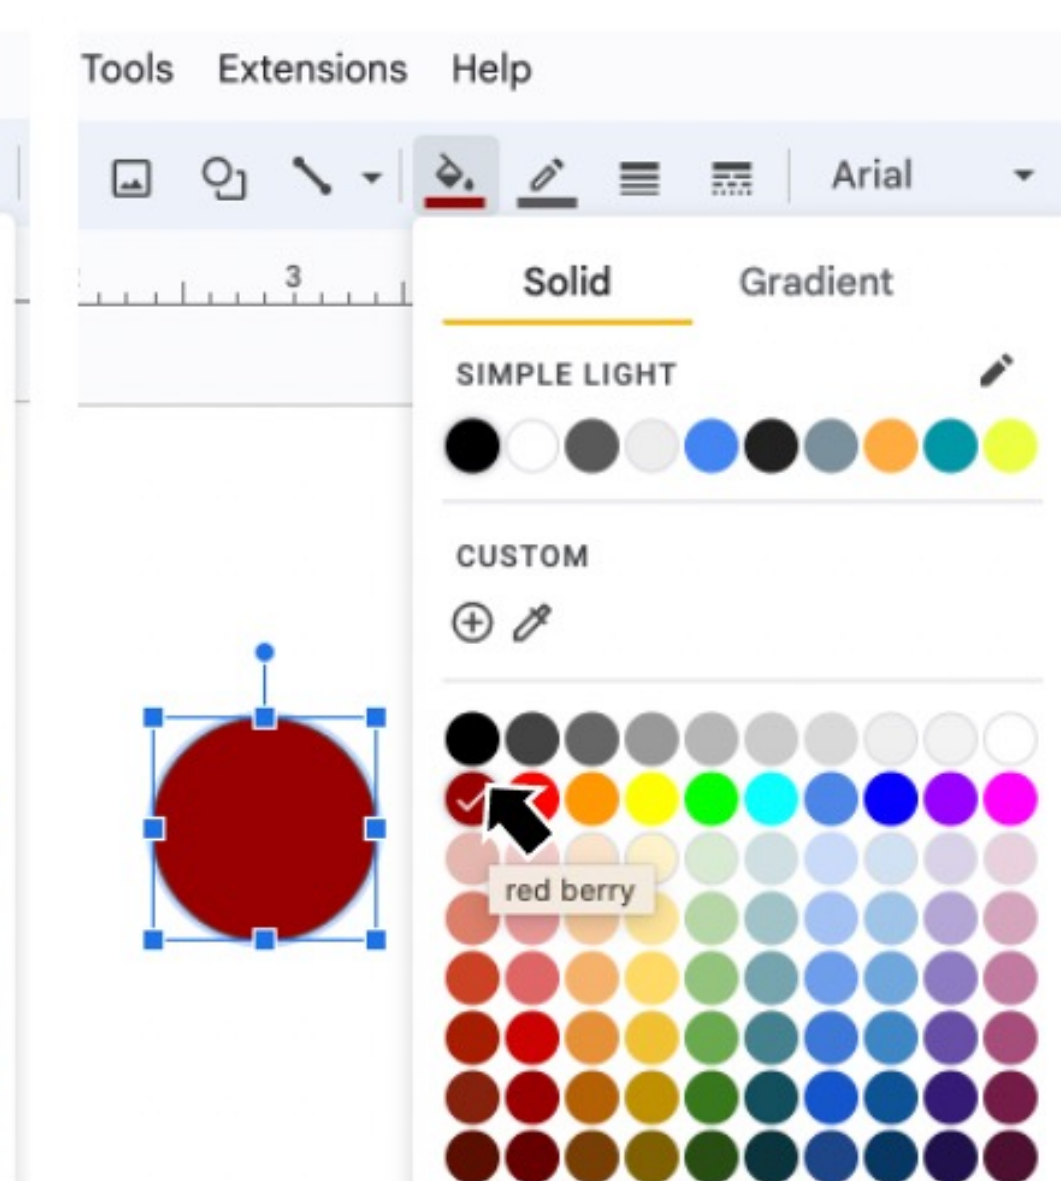 Tools Extensions Help
Arial
3
Solid Gradient
SIMPLE LIGHT
CUSTOM
red berry